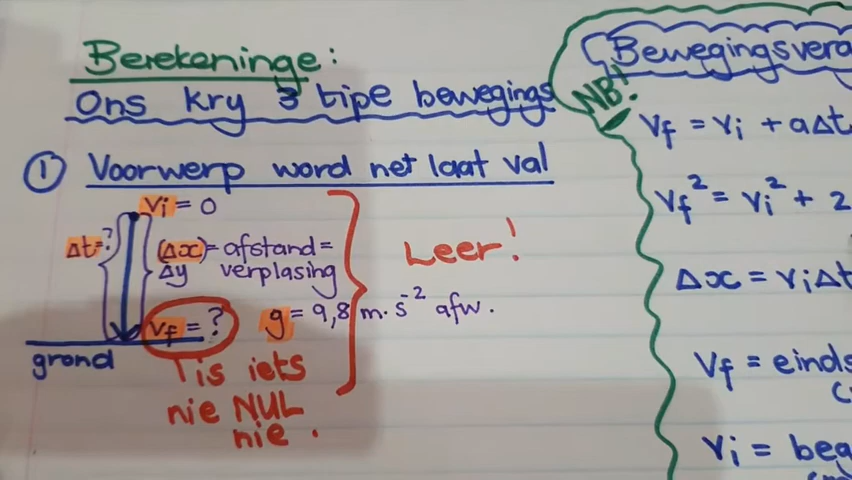 Berekeninge:
Ons kry 3 tipe bewegings
① Voorwerp word net laat val
vi = 0
Δt=?
(Δx)= afstand =
Δy verplasing
vf = ?
g = 9,8 m·s⁻² afw.
grond
Leer!
is iets
nie NUL
nie.
NB!
Bewegingsver
Vf = Vi + aΔt
Vf² = Vi² + 2
Δx = ViΔt
Vf = einds
Vi = beg